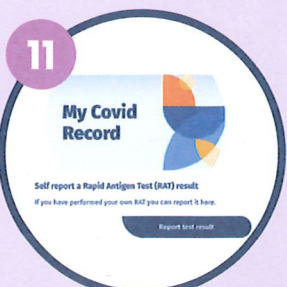 11
My Covid
Record
Self report a Rapid Antigen Test (RAT) result
If you have performed your own RAT you can report it here.
Report test result